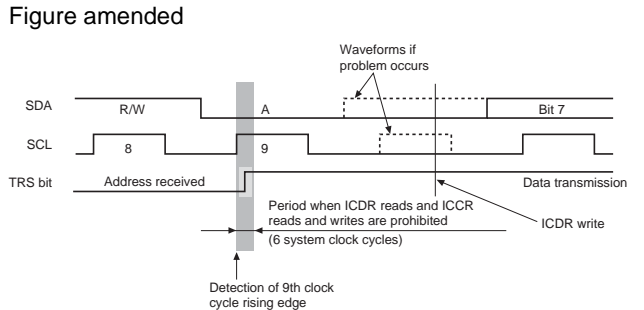 Figure amended
Waveforms if
problem occurs
SDA
R/W
A
Bit 7
SCL
8
9
TRS bit
Address received
Data transmission
Period when ICDR reads and ICCR
reads and writes are prohibited
(6 system clock cycles)
ICDR write
Detection of 9th clock
cycle rising edge